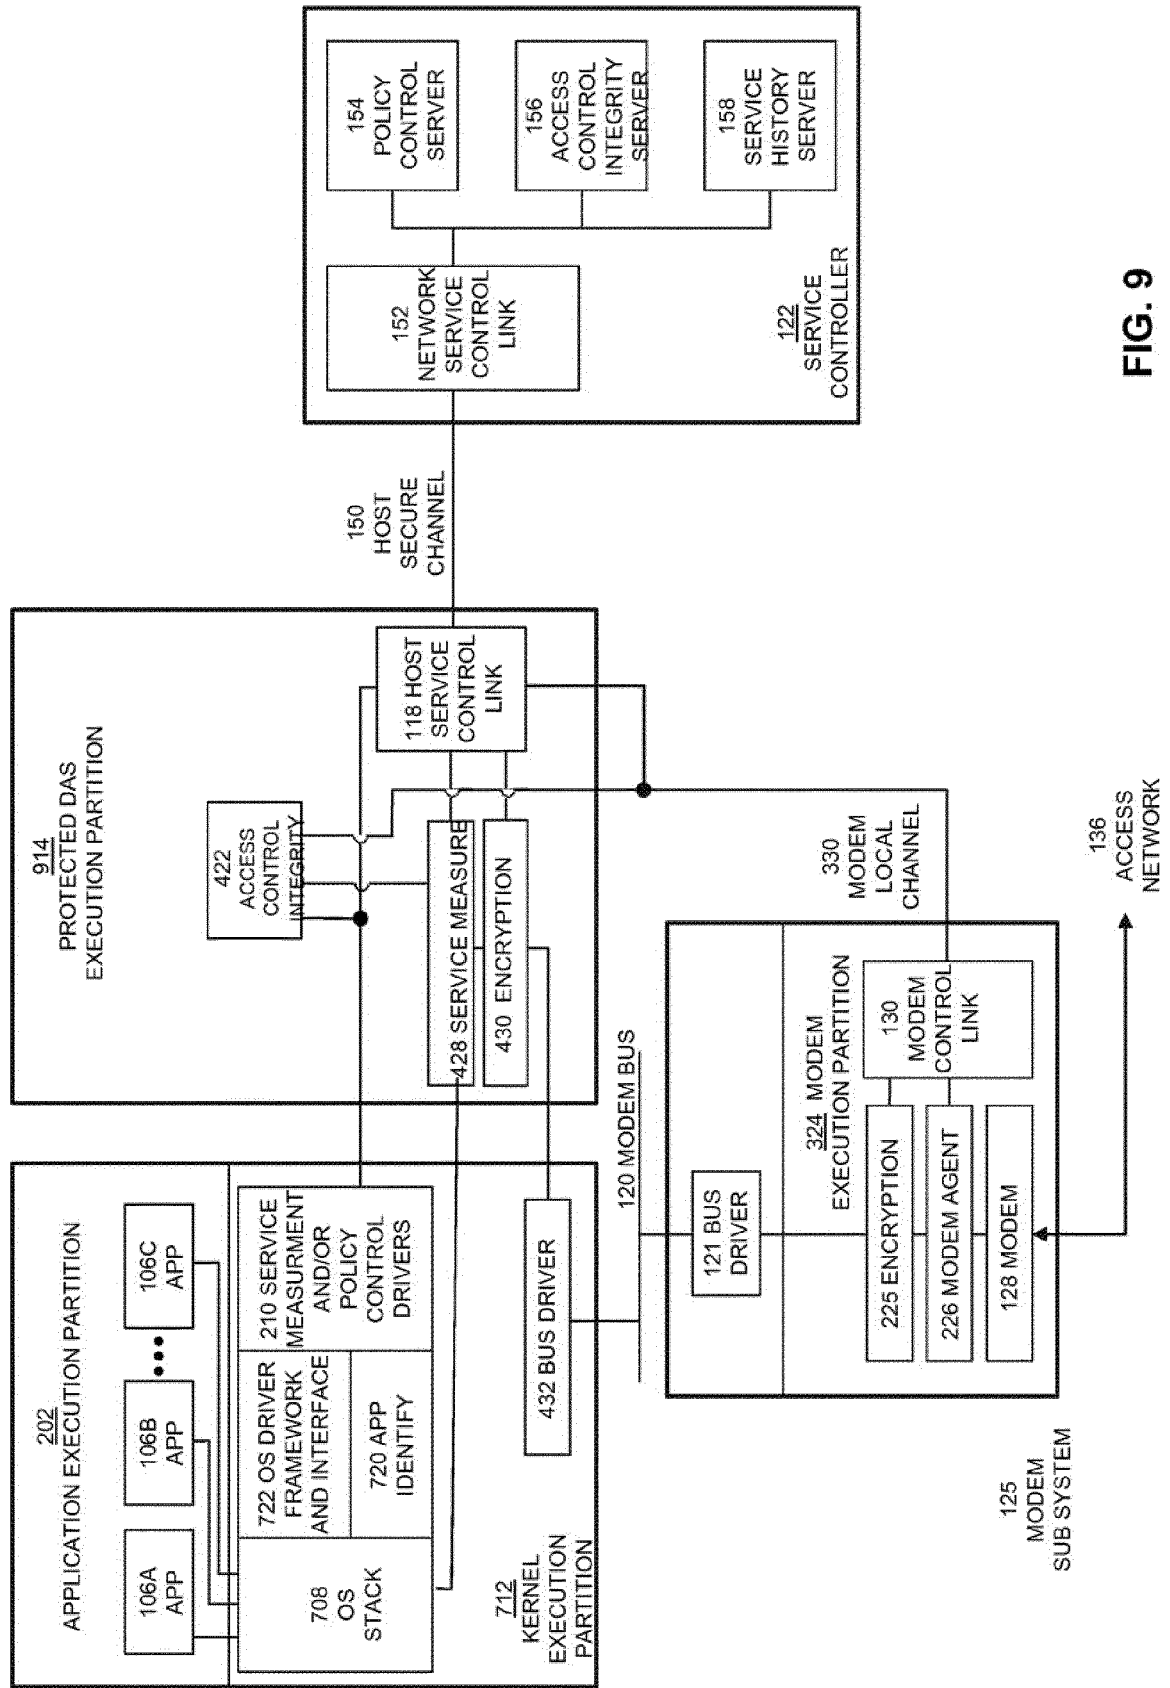 202
APPLICATION EXECUTION PARTITION
106A
APP
106B
APP
106C
APP
708
OS
STACK
722 OS DRIVER
FRAMEWORK
AND INTERFACE
720 APP
IDENTIFY
210 SERVICE
MEASURMENT
AND/OR
POLICY
CONTROL
DRIVERS
712
KERNEL
EXECUTION
PARTITION
432 BUS DRIVER
914
PROTECTED DAS
EXECUTION PARTITION
422
ACCESS
CONTROL
INTEGRITY
428 SERVICE MEASURE
430 ENCRYPTION
118 HOST
SERVICE
CONTROL
LINK
150
HOST
SECURE
CHANNEL
152
NETWORK
SERVICE
CONTROL
LINK
154
POLICY
CONTROL
SERVER
156
ACCESS
CONTROL
INTEGRITY
SERVER
158
SERVICE
HISTORY
SERVER
122
SERVICE
CONTROLLER
120 MODEM BUS
121 BUS
DRIVER
324 MODEM
EXECUTION PARTITION
225 ENCRYPTION
226 MODEM AGENT
128 MODEM
130
MODEM
CONTROL
LINK
330
MODEM
LOCAL
CHANNEL
125
MODEM
SUB SYSTEM
136
ACCESS
NETWORK
FIG. 9